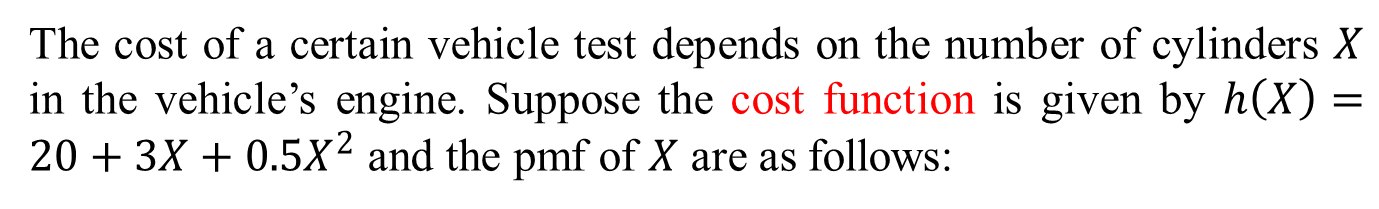 The cost of a certain vehicle test depends on the number of cylinders 𝑋
in the vehicle’s engine. Suppose the cost function is given by ℎ(𝑋) =
20 + 3𝑋 + 0.5𝑋² and the pmf of 𝑋 are as follows: